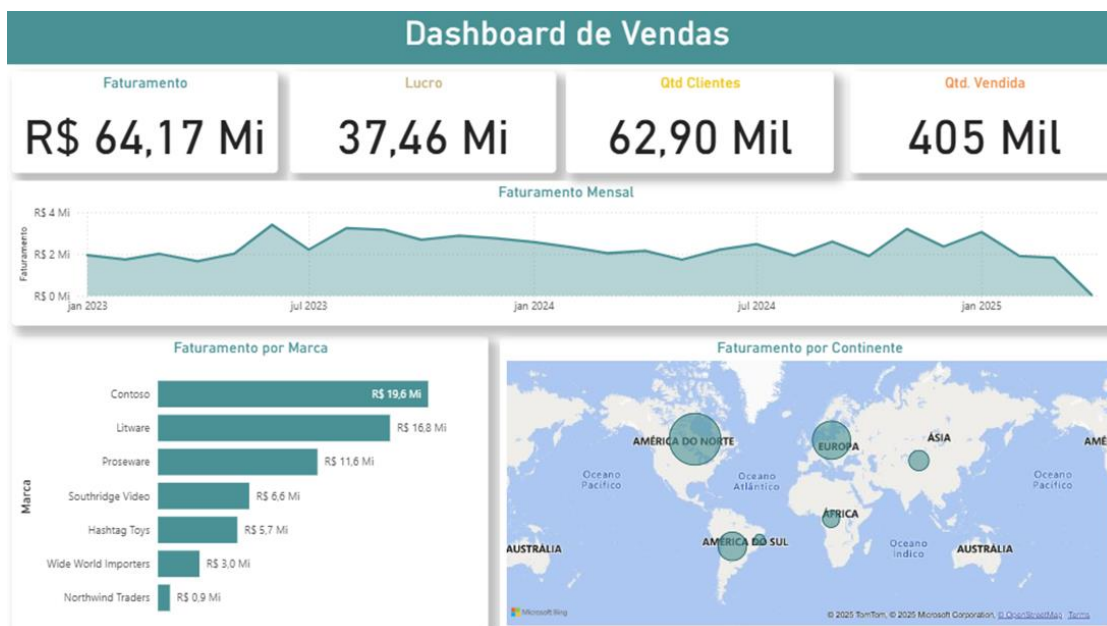 Dashboard de Vendas
Faturamento
R$ 64,17 Mi
Lucro
37,46 Mi
Qtd Clientes
62,90 Mil
Qtd. Vendida
405 Mil
Faturamento Mensal
Faturamento
R$ 4 Mi
R$ 2 Mi
R$ 0 Mi
jan 2023
jul 2023
jan 2024
jul 2024
jan 2025
Faturamento por Marca
Marca
Contoso
R$ 19,6 Mi
Litware
R$ 16,8 Mi
Proseware
R$ 11,6 Mi
Southridge Video
R$ 6,6 Mi
Hashtag Toys
R$ 5,7 Mi
Wide World Importers
R$ 3,0 Mi
Northwind Traders
R$ 0,9 Mi
Faturamento por Continente
AMÉRICA DO NORTE
EUROPA
ÁSIA
AMÉ
Oceano
Pacífico
Oceano
Atlântico
Oceano
Pacífico
ÁFRICA
AMÉRICA DO SUL
Oceano
Índico
AUSTRÁLIA
AUSTRÁLIA
Microsoft Bing
© 2025 TomTom, © 2025 Microsoft Corporation, © OpenStreetMap Terms